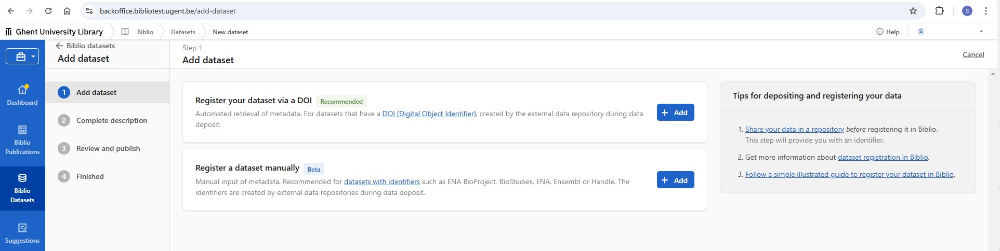 backoffice.bibliotest.ugent.be/add-dataset
S
Ghent University Library
Biblio
Datasets
New dataset
Help
Biblio datasets
Add dataset
Step 1
Add dataset
Cancel
1 Add dataset
2 Complete description
3 Review and publish
4 Finished
Dashboard
Biblio
Publications
Biblio
Datasets
Suggestions
Register your dataset via a DOI Recommended
Automated retrieval of metadata. For datasets that have a DOI (Digital Object Identifier), created by the external data repository during data
deposit.
+ Add
Register a dataset manually Beta
Manual input of metadata. Recommended for datasets with identifiers such as ENA BioProject, BioStudies, ENA, Ensembl or Handle. The
identifiers are created by external data repositories during data deposit.
+ Add
Tips for depositing and registering your data
1. Share your data in a repository before registering it in Biblio.
This step will provide you with an identifier.
2. Get more information about dataset registration in Biblio.
3. Follow a simple illustrated guide to register your dataset in Biblio.